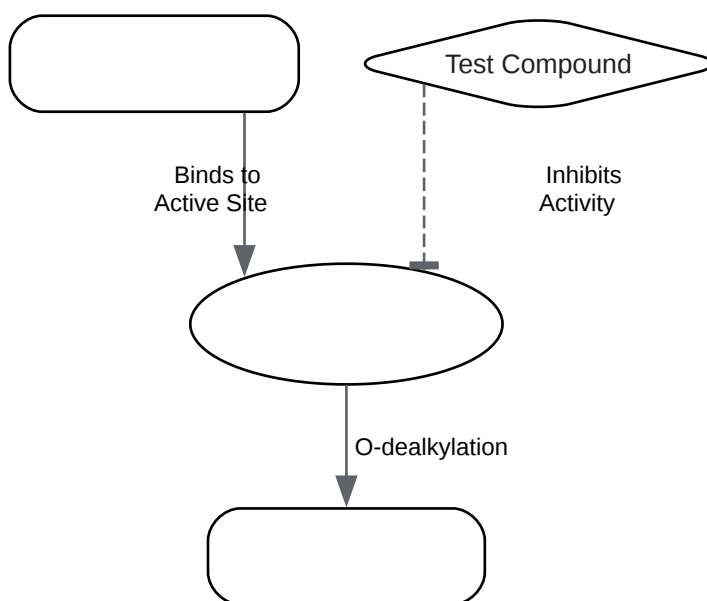 Test Compound
Binds to
Active Site
Inhibits
Activity
O-dealkylation